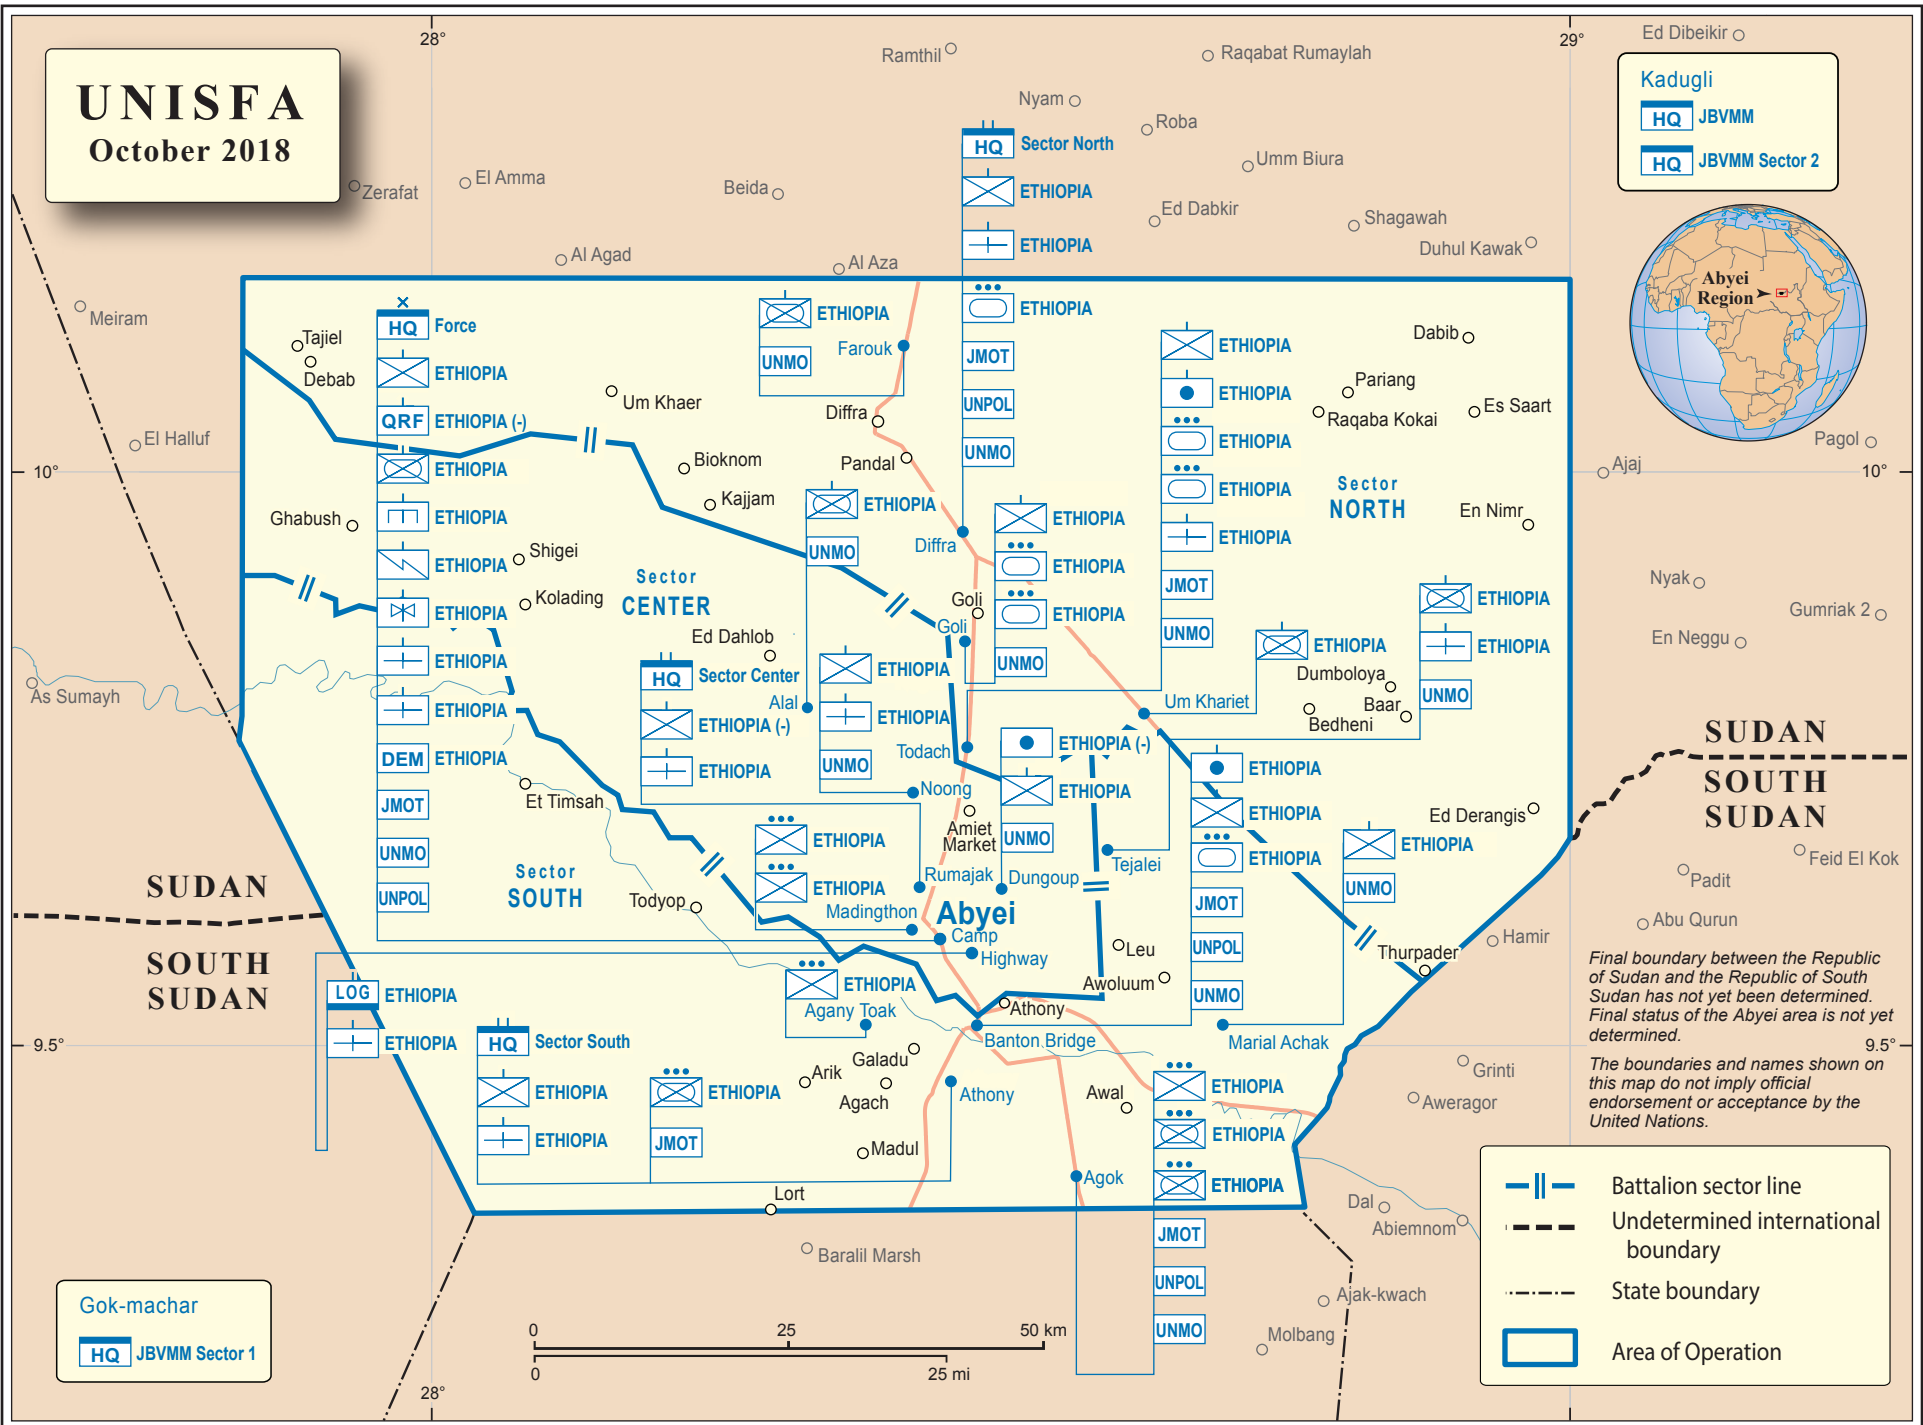 UNISFA
October 2018
28°
29°
Ramthil
Raqabat Rumaylah
Ed Dibeikir
Nyam
Roba
Umm Biura
Zerafat
El Amma
Beida
Ed Dabkir
Shagawah
Duhul Kawak
Al Agad
Al Aza
Meiram
El Halluf
As Sumayh
Kadugli
HQ JBVMM
HQ JBVMM Sector 2
Abyei
Region
HQ Sector North
ETHIOPIA
ETHIOPIA
ETHIOPIA
JMOT
UNPOL
UNMO
Diffra
HQ Force
ETHIOPIA
QRF ETHIOPIA (-)
ETHIOPIA
ETHIOPIA
ETHIOPIA
ETHIOPIA
ETHIOPIA
ETHIOPIA
DEM ETHIOPIA
JMOT
UNMO
UNPOL
Tajiel
Debab
Um Khaer
Ghabush
Shigei
Kolading
Bioknom
Kajjam
ETHIOPIA
UNMO
Farouk
Diffra
Pandal
ETHIOPIA
UNMO
Alal
ETHIOPIA
ETHIOPIA
ETHIOPIA
UNMO
Goli
Goli
ETHIOPIA
ETHIOPIA
ETHIOPIA
ETHIOPIA
ETHIOPIA
JMOT
UNMO
Todach
Dabib
Pariang
Raqaba Kokai
Es Saart
Sector
NORTH
En Nimr
ETHIOPIA
ETHIOPIA
UNMO
ETHIOPIA
Um Khariet
Dumboloya
Baar
Bedheni
Ed Derangis
Pagol
Ajaj
10°
10°
Nyak
Gumriak 2
En Neggu
Sector
CENTER
Ed Dahlob
HQ Sector Center
ETHIOPIA (-)
ETHIOPIA
ETHIOPIA
ETHIOPIA
UNMO
Noong
ETHIOPIA (-)
ETHIOPIA
UNMO
Amiet
Market
Rumajak
Dungoup
Tejalei
ETHIOPIA
ETHIOPIA
ETHIOPIA
JMOT
UNPOL
UNMO
ETHIOPIA
UNMO
SUDAN
SOUTH
SUDAN
Et Timsah
Sector
SOUTH
Todyop
ETHIOPIA
ETHIOPIA
Madingthon
Abyei
Camp
Highway
Leu
Awoluum
Athony
Thurpader
Feid El Kok
Padit
Abu Qurun
Hamir
SUDAN
SOUTH
SUDAN
LOG ETHIOPIA
ETHIOPIA
ETHIOPIA
Agany Toak
Banton Bridge
Marial Achak
9.5°
9.5°
HQ Sector South
ETHIOPIA
ETHIOPIA
ETHIOPIA
JMOT
Galadu
Arik
Agach
Madul
Athony
Awal
Lort
Agok
ETHIOPIA
ETHIOPIA
ETHIOPIA
JMOT
UNPOL
UNMO
Grinti
Aweragor
Dal
Abiemnom
Ajak-kwach
Molbang
Baralil Marsh
Final boundary between the Republic
of Sudan and the Republic of South
Sudan has not yet been determined.
Final status of the Abyei area is not yet
determined.
The boundaries and names shown on
this map do not imply official
endorsement or acceptance by the
United Nations.
Battalion sector line
Undetermined international
boundary
State boundary
Area of Operation
Gok-machar
HQ JBVMM Sector 1
0 25 50 km
0 25 mi
28°